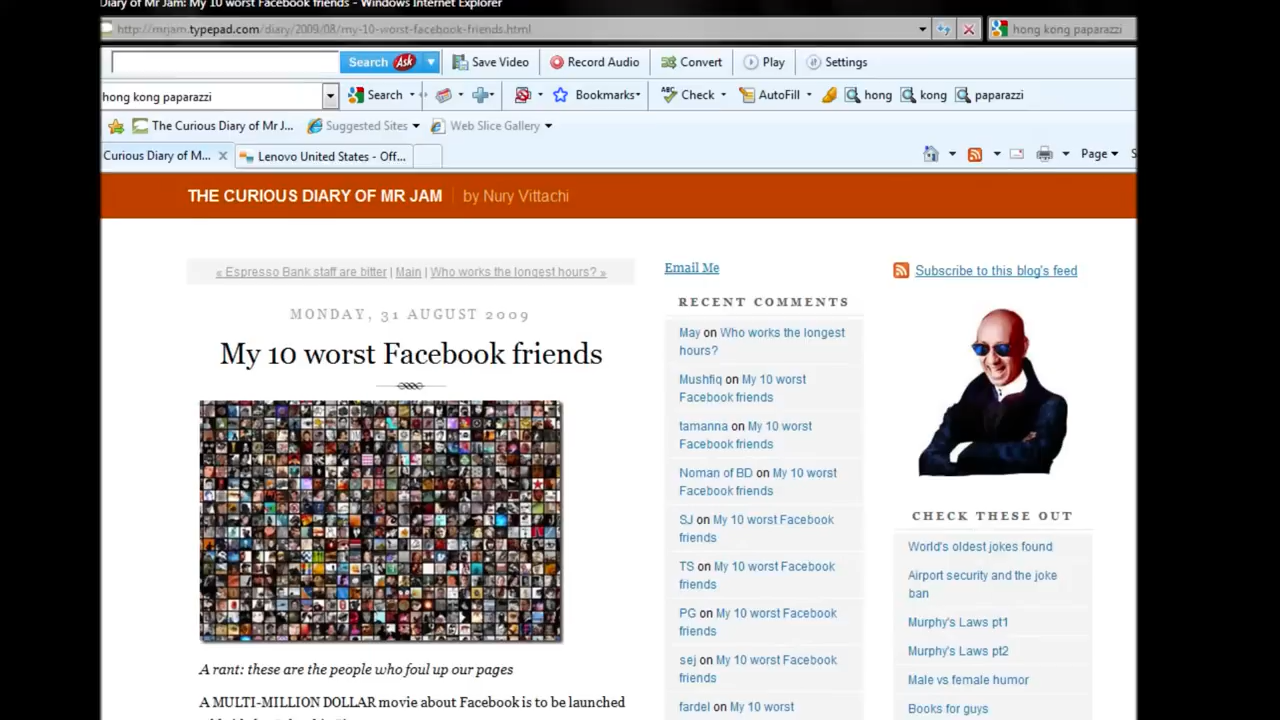 Diary of Mr Jam: My 10 worst Facebook friends - Windows Internet Explorer
http://mrjam.typepad.com/diary/2009/08/my-10-worst-facebook-friends.html
hong kong paparazzi
Search Ask
Save Video
Record Audio
Convert
Play
Settings
hong kong paparazzi
Search
Bookmarks
Check
AutoFill
hong
kong
paparazzi
The Curious Diary of Mr J...
Suggested Sites
Web Slice Gallery
Curious Diary of M...
Lenovo United States - Off...
Page
S
THE CURIOUS DIARY OF MR JAM
by Nury Vittachi
« Espresso Bank staff are bitter | Main | Who works the longest hours? »
MONDAY, 31 AUGUST 2009
My 10 worst Facebook friends
A rant: these are the people who foul up our pages
A MULTI-MILLION DOLLAR movie about Facebook is to be launched
Email Me
RECENT COMMENTS
May on Who works the longest
hours?
Mushfiq on My 10 worst
Facebook friends
tamanna on My 10 worst
Facebook friends
Noman of BD on My 10 worst
Facebook friends
SJ on My 10 worst Facebook
friends
TS on My 10 worst Facebook
friends
PG on My 10 worst Facebook
friends
sej on My 10 worst Facebook
friends
fardel on My 10 worst
Subscribe to this blog's feed
CHECK THESE OUT
World's oldest jokes found
Airport security and the joke
ban
Murphy's Laws pt1
Murphy's Laws pt2
Male vs female humor
Books for guys